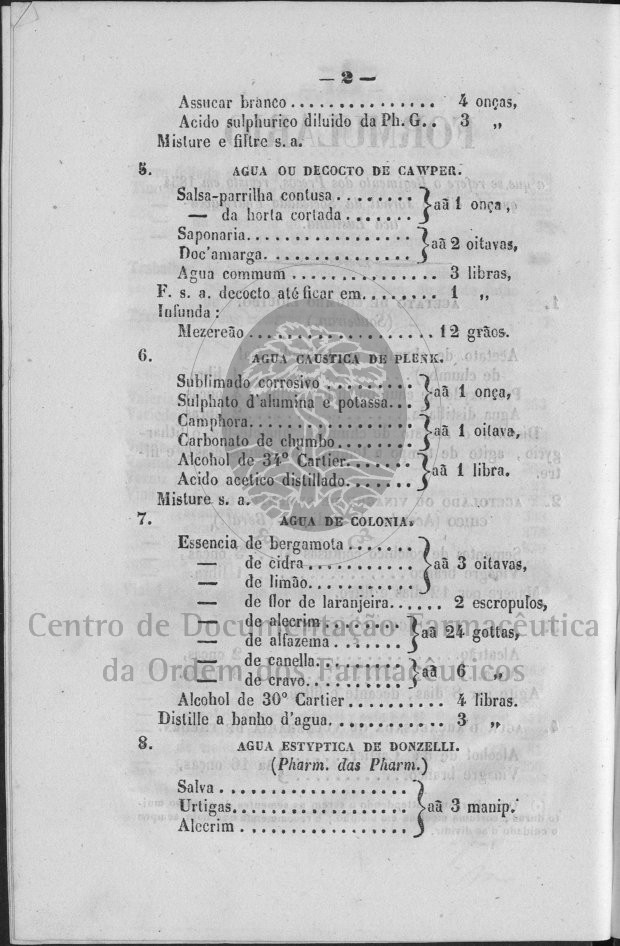 — 2 —
Assucar branco............... 4 onças,
Acido sulphurico diluido da Ph. G.. 3 „
Misture e filtre s. a.
5. AGUA OU DECOCTO DE CAWPER.
Salsa-parrilha contusa........
— da horta cortada.......
} aã 1 onça,
Saponaria.................
Doc'amarga................
} aã 2 oitavas,
Agua commum............... 3 libras,
F. s. a. decocto até ficar em........ 1 „
Infunda:
Mezereão.................... 12 grãos.
6. AGUA CAUSTICA DE PLENK.
Sublimado corrosivo.........
Sulphato d'alumina e potassa...
} aã 1 onça,
Camphora.................
Carbonato de chumbo........
} aã 1 oitava,
Alcohol de 34º Cartier.......
Acido acetico distillado.......
} aã 1 libra.
Misture s. a.
7. AGUA DE COLONIA.
Essencia de bergamota.......
— de cidra...........
— de limão...........
} aã 3 oitavas,
— de flor de laranjeira...... 2 escropulos,
— de alecrim.........
— de alfazema.......
} aã 24 gottas,
— de canella..........
— de cravo...........
} aã 6 „
Alcohol de 30º Cartier.......... 4 libras.
Distille a banho d'agua............ 3 „
8. AGUA ESTYPTICA DE DONZELLI.
(Pharm. das Pharm.)
Salva....................
Urtigas...................
Alecrim..................
} aã 3 manip.
Centro de Documentação Farmacêutica
da Ordem dos Farmacêuticos